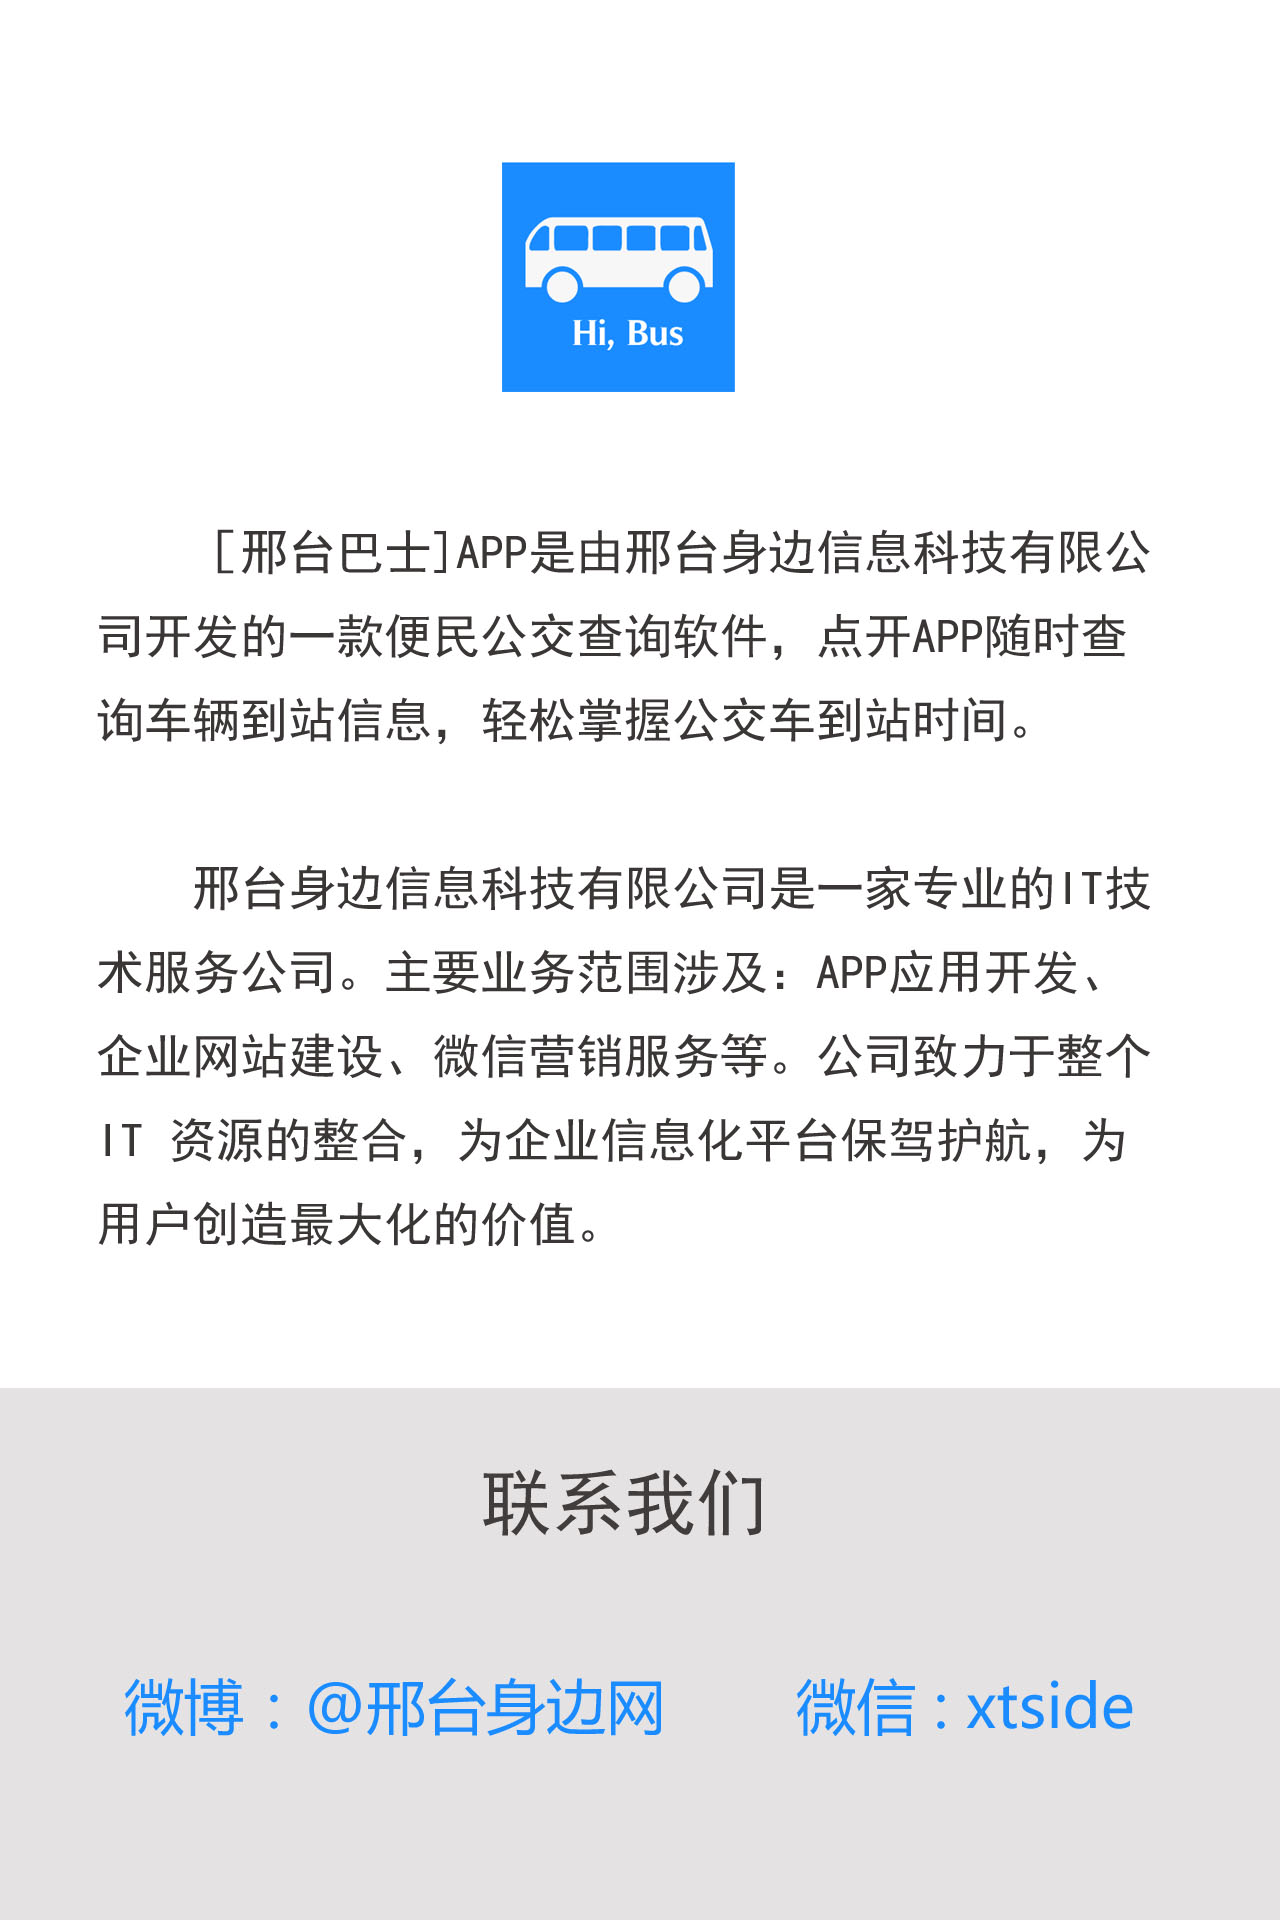 Hi, Bus
[邢台巴士]APP是由邢台身边信息科技有限公
司开发的一款便民公交查询软件，点开APP随时查
询车辆到站信息，轻松掌握公交车到站时间。
邢台身边信息科技有限公司是一家专业的IT技
术服务公司。主要业务范围涉及：APP应用开发、
企业网站建设、微信营销服务等。公司致力于整个
IT 资源的整合，为企业信息化平台保驾护航，为
用户创造最大化的价值。
联系我们
微博：@邢台身边网 微信：xtside